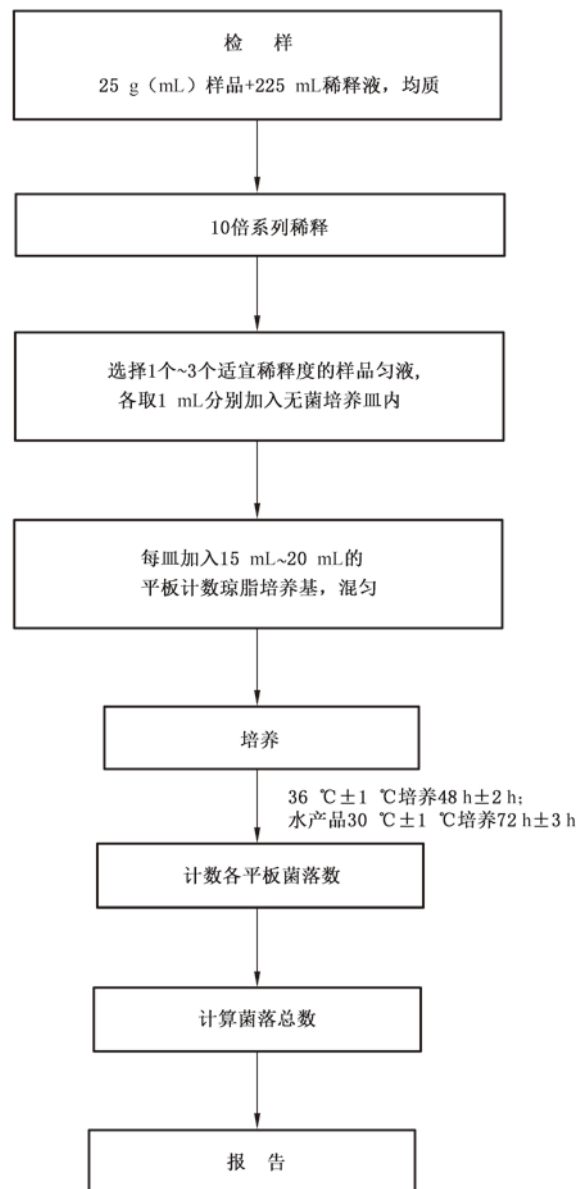 检 样
25 g（mL）样品+225 mL稀释液，均质
10倍系列稀释
选择1个~3个适宜稀释度的样品匀液，
各取1 mL分别加入无菌培养皿内
每皿加入15 mL~20 mL的
平板计数琼脂培养基，混匀
培养
36 ℃±1 ℃培养48 h±2 h；
水产品30 ℃±1 ℃培养72 h±3 h
计数各平板菌落数
计算菌落总数
报 告